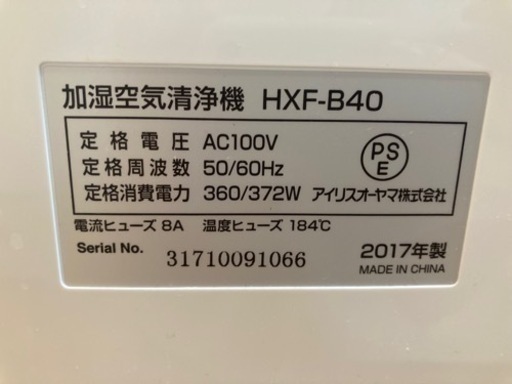 加湿空気清浄機 HXF-B40
定格電圧 AC100V
定格周波数 50/60Hz
定格消費電力 360/372W
PS
E
アイリスオーヤマ株式会社
電流ヒューズ 8A 温度ヒューズ 184℃
Serial No. 31710091066
2017年製
MADE IN CHINA